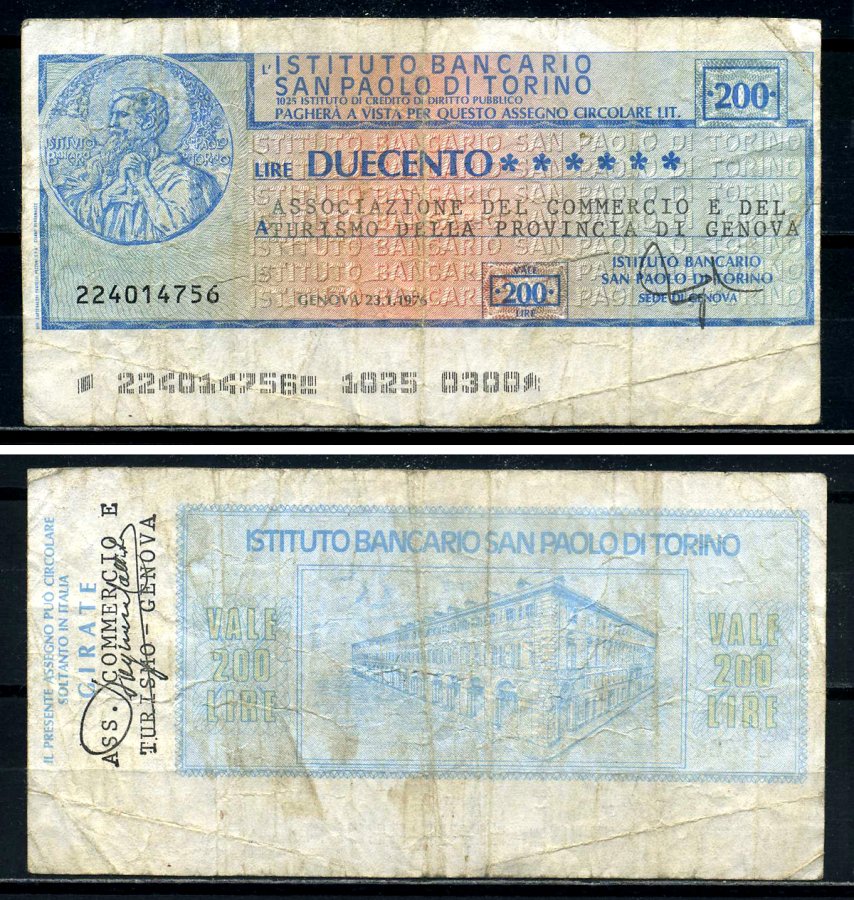 L'ISTITUTO BANCARIO
SAN PAOLO DI TORINO
1025 ISTITUTO DI CREDITO DI DIRITTO PUBBLICO
PAGHERÀ A VISTA PER QUESTO ASSEGNO CIRCOLARE LIT.
·200·
LIRE DUECENTO ******
A ASSOCIAZIONE DEL COMMERCIO E DEL
TURISMO DELLA PROVINCIA DI GENOVA
ISTITUTO BANCARIO
SAN PAOLO DI TORINO
SEDE DI GENOVA
224014756
GENOVA 23.1.1976
VALE
·200·
LIRE
224014756 1025 0300
IL PRESENTE ASSEGNO PUÒ CIRCOLARE
SOLTANTO IN ITALIA
GIRATE
ASS. COMMERCIO E
TURISMO - GENOVA
ISTITUTO BANCARIO SAN PAOLO DI TORINO
VALE
200
LIRE
VALE
200
LIRE